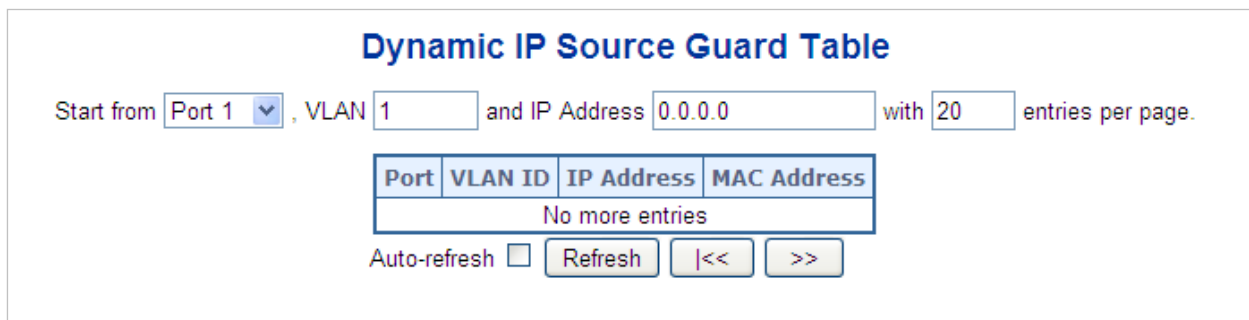 Dynamic IP Source Guard Table
Start from Port 1 , VLAN 1 and IP Address 0.0.0.0 with 20 entries per page.
Port VLAN ID IP Address MAC Address
No more entries
Auto-refresh Refresh |<< >>